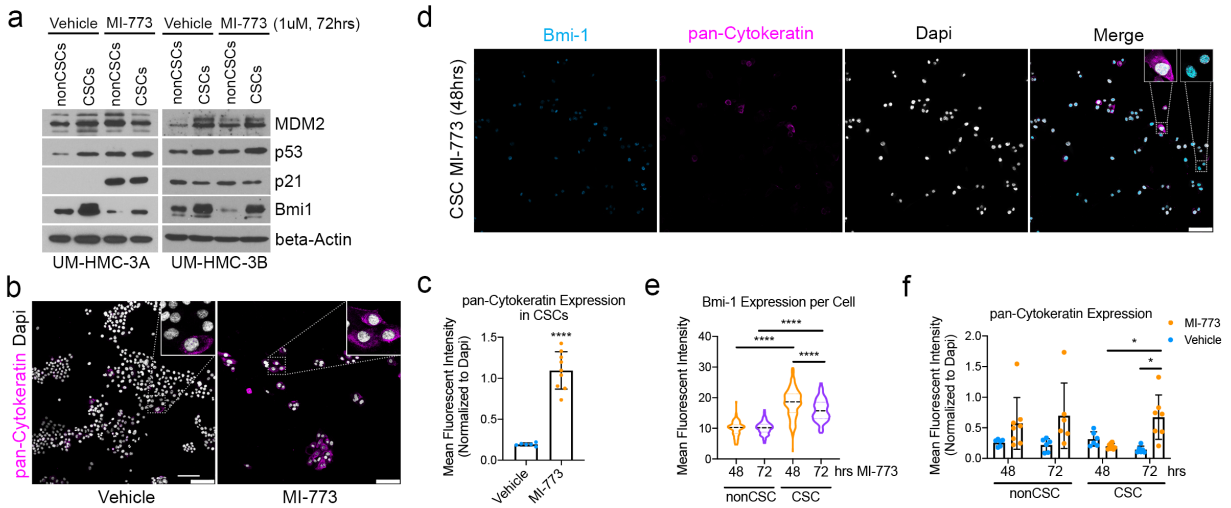 a
Vehicle MI-773 Vehicle MI-773 (1uM, 72hrs)
nonCSCs CSCs nonCSCs CSCs nonCSCs CSCs nonCSCs CSCs
MDM2
p53
p21
Bmi1
beta-Actin
UM-HMC-3A UM-HMC-3B
b
pan-Cytokeratin Dapi
Vehicle MI-773
c
pan-Cytokeratin Expression
in CSCs
Mean Fluorescent Intensity
(Normalized to Dapi)
1.5
1.0
0.5
0.0
****
Vehicle
MI-773
d
Bmi-1 pan-Cytokeratin Dapi Merge
CSC MI-773 (48hrs)
e
Bmi-1 Expression per Cell
Mean Fluorescent Intensity
40
30
20
10
0
****
****
****
48 72 48 72 hrs MI-773
nonCSC CSC
f
pan-Cytokeratin Expression
MI-773
Vehicle
Mean Fluorescent Intensity
(Normalized to Dapi)
2.0
1.5
1.0
0.5
0.0
*
*
48 72 48 72 hrs
nonCSC CSC